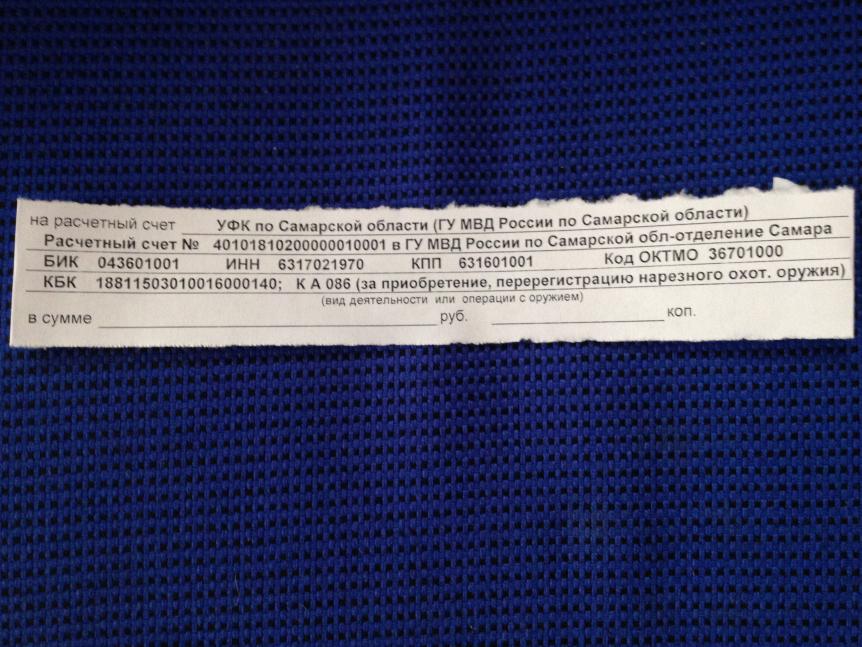 на расчетный счет УФК по Самарской области (ГУ МВД России по Самарской области)
Расчетный счет № 40101810200000010001 в ГУ МВД России по Самарской обл-отделение Самара
БИК 043601001 ИНН 6317021970 КПП 631601001 Код ОКТМО 36701000
КБК 18811503010016000140; К А 086 (за приобретение, перерегистрацию нарезного охот. оружия)
(вид деятельности или операции с оружием)
в сумме руб. коп.